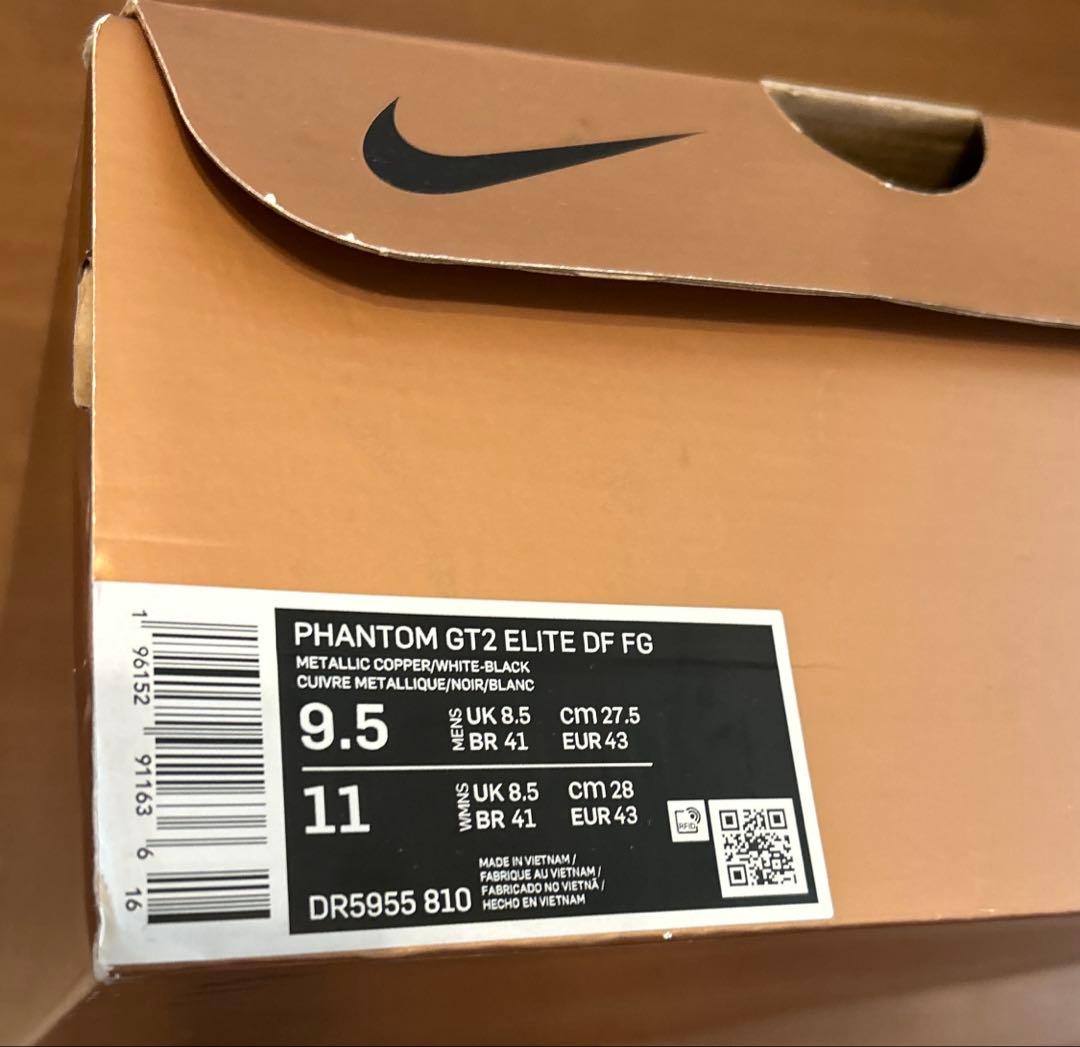 PHANTOM GT2 ELITE DF FG
METALLIC COPPER/WHITE-BLACK
CUIVRE METALLIQUE/NOIR/BLANC
9.5 MENS UK 8.5 cm 27.5
BR 41 EUR 43
11 WMNS UK 8.5 cm 28
BR 41 EUR 43
RFID
MADE IN VIETNAM /
FABRIQUE AU VIETNAM /
FABRICADO NO VIETNÃ /
HECHO EN VIETNAM
DR5955 810
1 96152 91163 6 16